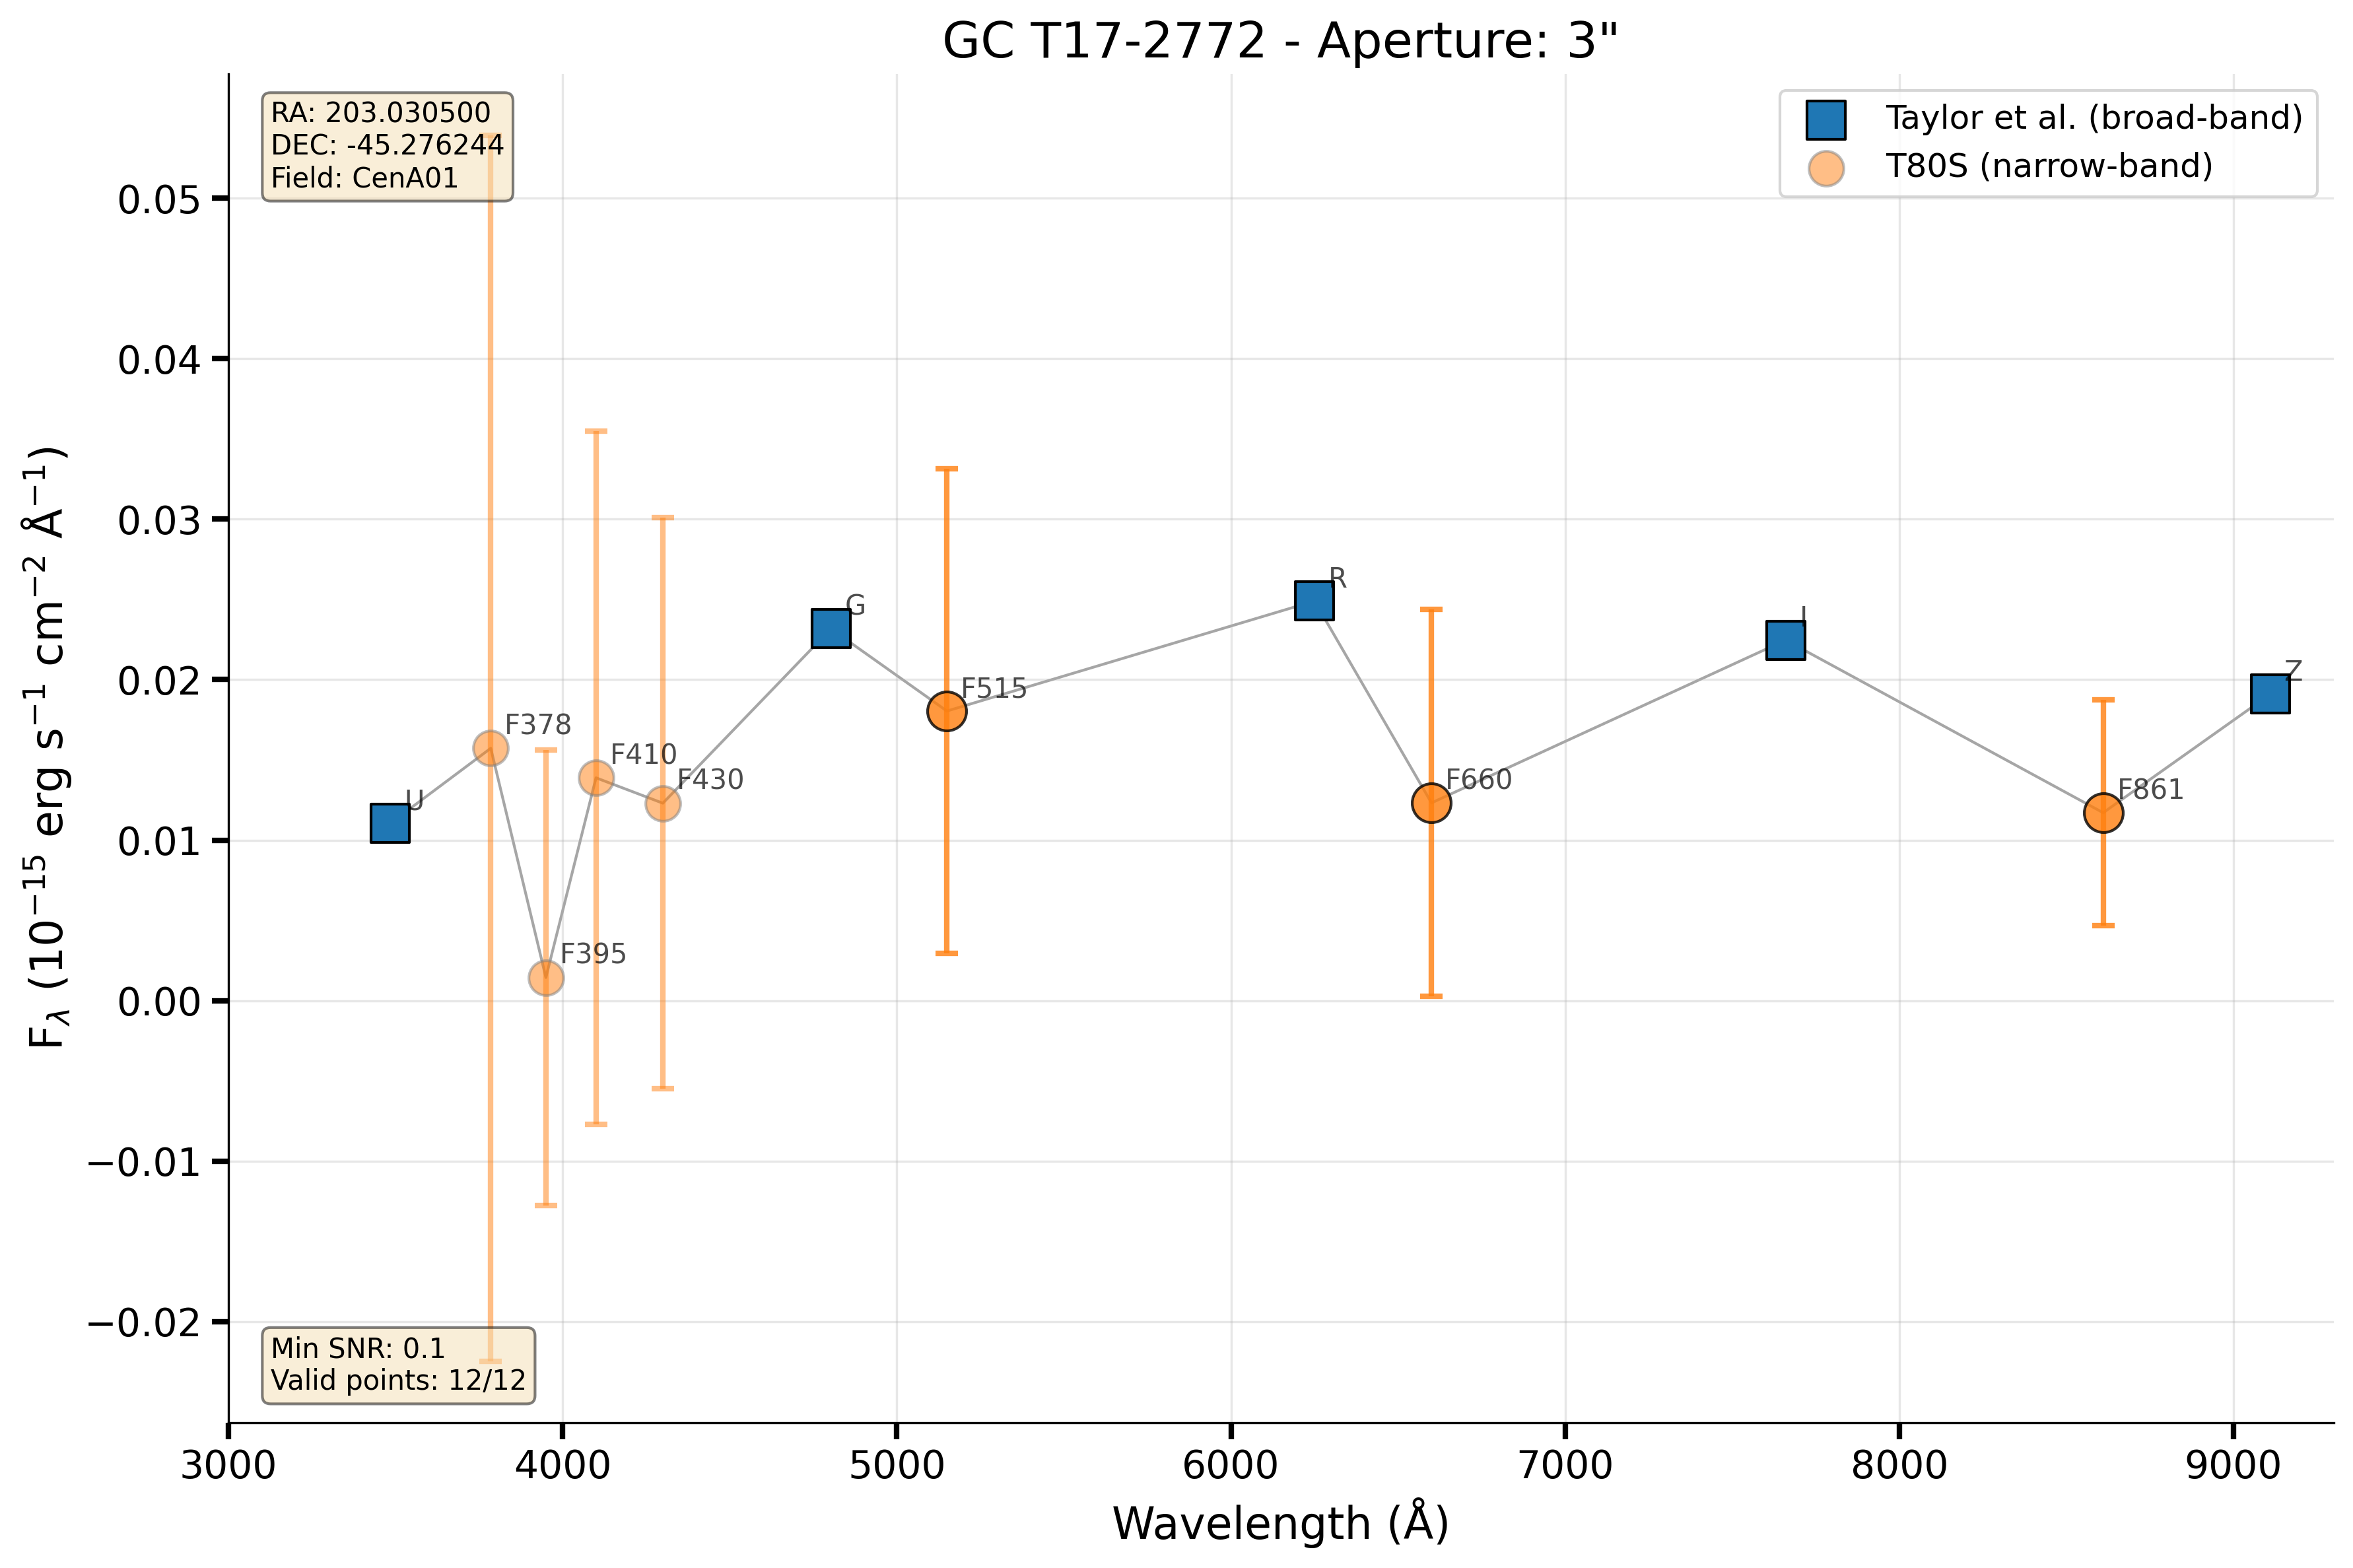 GC T17-2772 - Aperture: 3"
RA: 203.030500
DEC: -45.276244
Field: CenA01
Taylor et al. (broad-band)
T80S (narrow-band)
F_λ (10⁻¹⁵ erg s⁻¹ cm⁻² Å⁻¹)
0.05
0.04
0.03
0.02
0.01
0.00
−0.01
−0.02
U
F378
F395
F410
F430
G
F515
R
F660
I
F861
Z
Min SNR: 0.1
Valid points: 12/12
3000 4000 5000 6000 7000 8000 9000
Wavelength (Å)